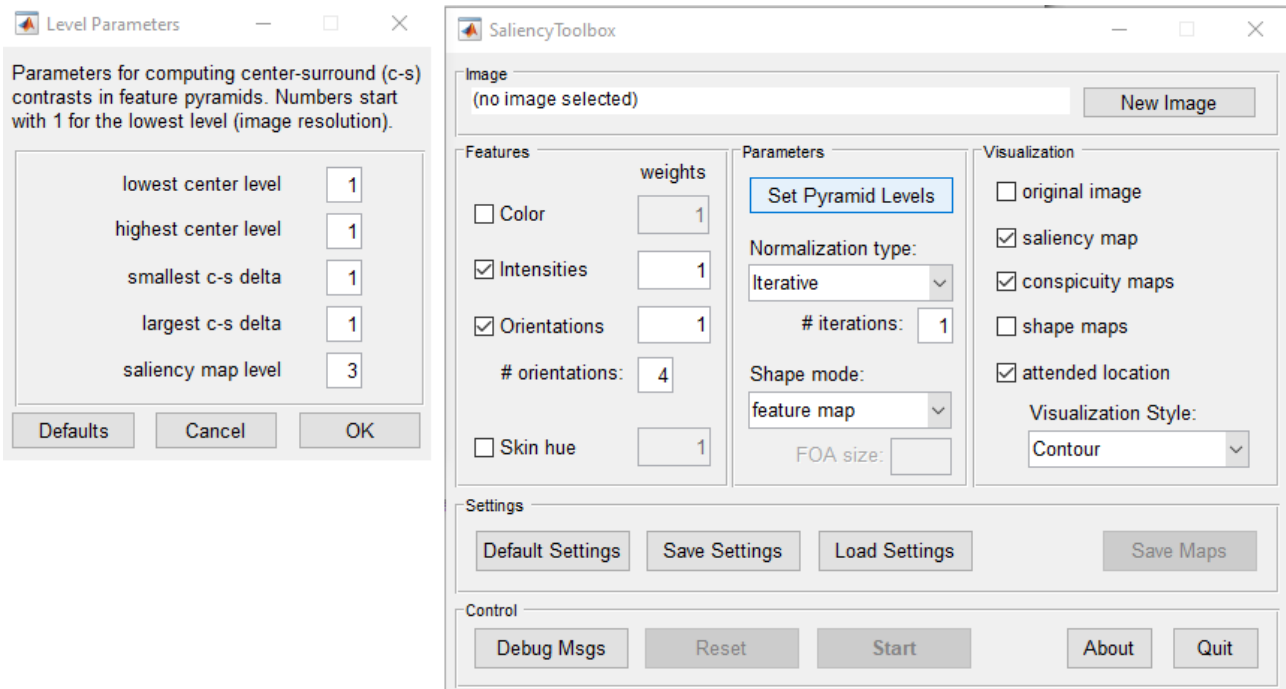 Level Parameters
Parameters for computing center-surround (c-s)
contrasts in feature pyramids. Numbers start
with 1 for the lowest level (image resolution).
lowest center level 1
highest center level 1
smallest c-s delta 1
largest c-s delta 1
saliency map level 3
Defaults Cancel OK
SaliencyToolbox
Image
(no image selected) New Image
Features
weights
Color 1
Intensities 1
Orientations 1
# orientations: 4
Skin hue 1
Parameters
Set Pyramid Levels
Normalization type:
Iterative
# iterations: 1
Shape mode:
feature map
FOA size:
Visualization
original image
saliency map
conspicuity maps
shape maps
attended location
Visualization Style:
Contour
Settings
Default Settings Save Settings Load Settings Save Maps
Control
Debug Msgs Reset Start About Quit